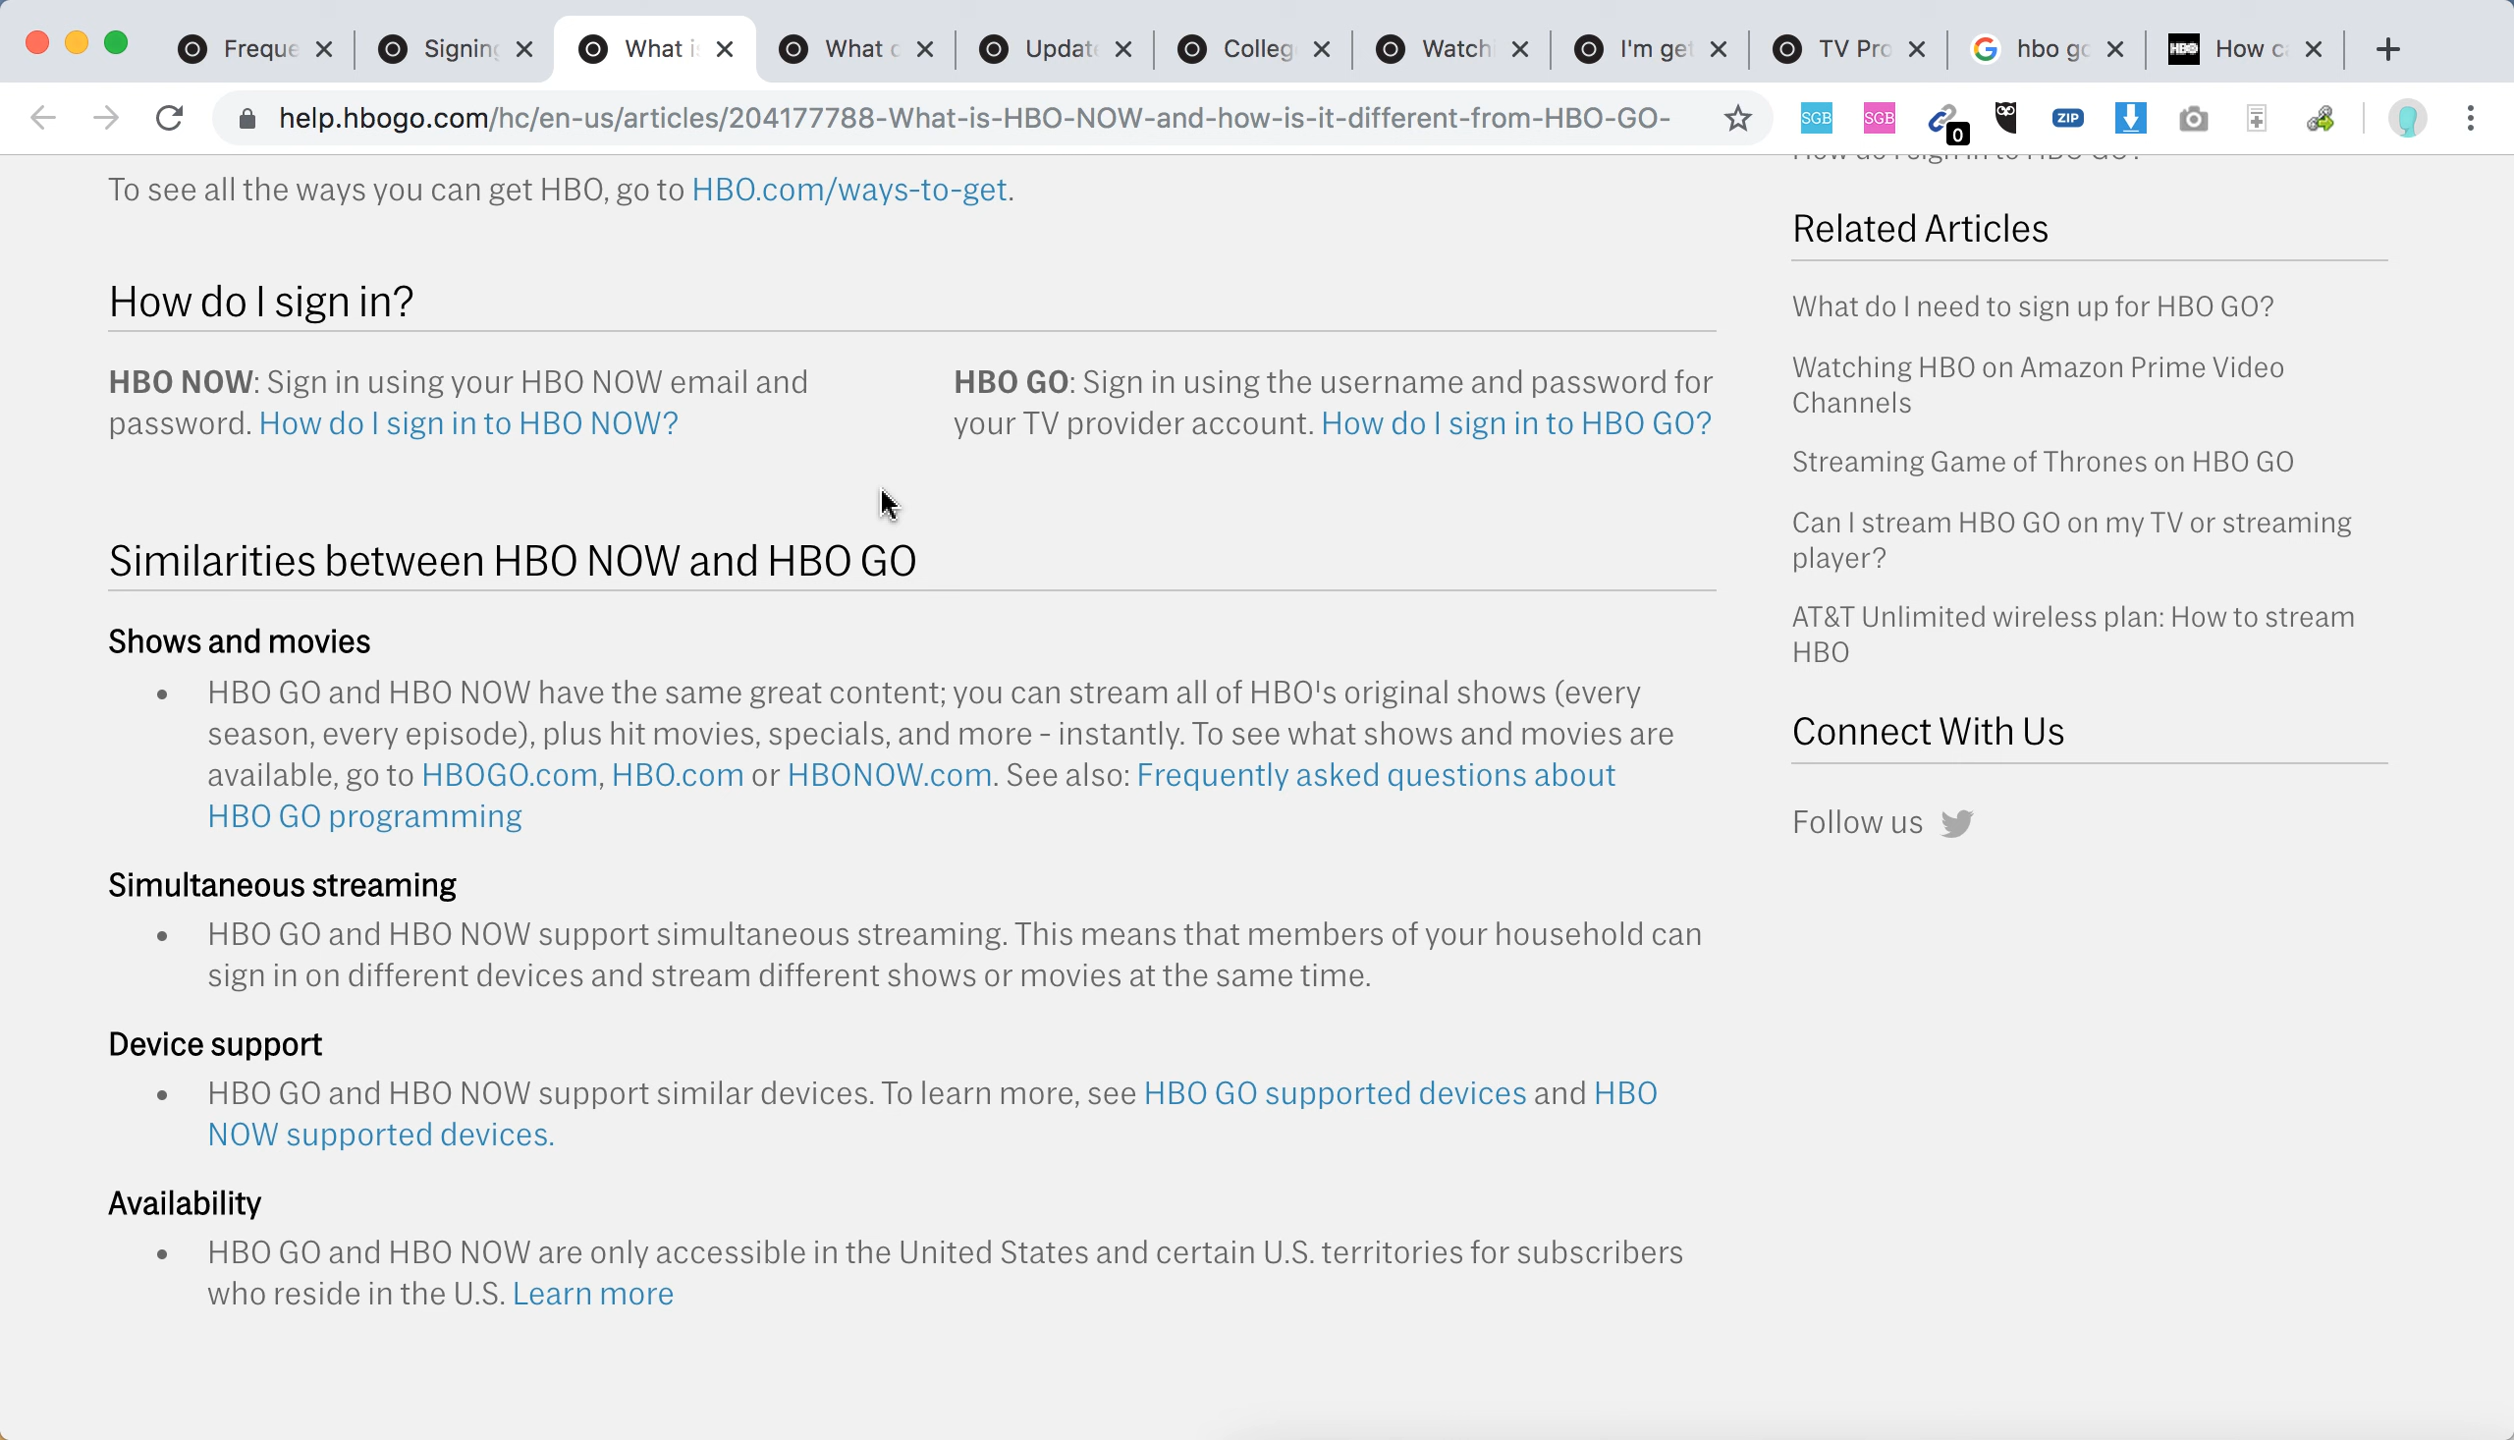 Freque
Signing
What i
What c
Update
Colleg
Watch
I'm get
TV Pro
hbo go
HBO How ca
help.hbogo.com/hc/en-us/articles/204177788-What-is-HBO-NOW-and-how-is-it-different-from-HBO-GO-
SGB
SGB
0
ZIP
To see all the ways you can get HBO, go to HBO.com/ways-to-get.
How do I sign in?
HBO NOW: Sign in using your HBO NOW email and
password. How do I sign in to HBO NOW?
HBO GO: Sign in using the username and password for
your TV provider account. How do I sign in to HBO GO?
Similarities between HBO NOW and HBO GO
Shows and movies
• HBO GO and HBO NOW have the same great content; you can stream all of HBO's original shows (every
season, every episode), plus hit movies, specials, and more - instantly. To see what shows and movies are
available, go to HBOGO.com, HBO.com or HBONOW.com. See also: Frequently asked questions about
HBO GO programming
Simultaneous streaming
• HBO GO and HBO NOW support simultaneous streaming. This means that members of your household can
sign in on different devices and stream different shows or movies at the same time.
Device support
• HBO GO and HBO NOW support similar devices. To learn more, see HBO GO supported devices and HBO
NOW supported devices.
Availability
• HBO GO and HBO NOW are only accessible in the United States and certain U.S. territories for subscribers
who reside in the U.S. Learn more
How do I sign in to HBO GO?
Related Articles
What do I need to sign up for HBO GO?
Watching HBO on Amazon Prime Video
Channels
Streaming Game of Thrones on HBO GO
Can I stream HBO GO on my TV or streaming
player?
AT&T Unlimited wireless plan: How to stream
HBO
Connect With Us
Follow us